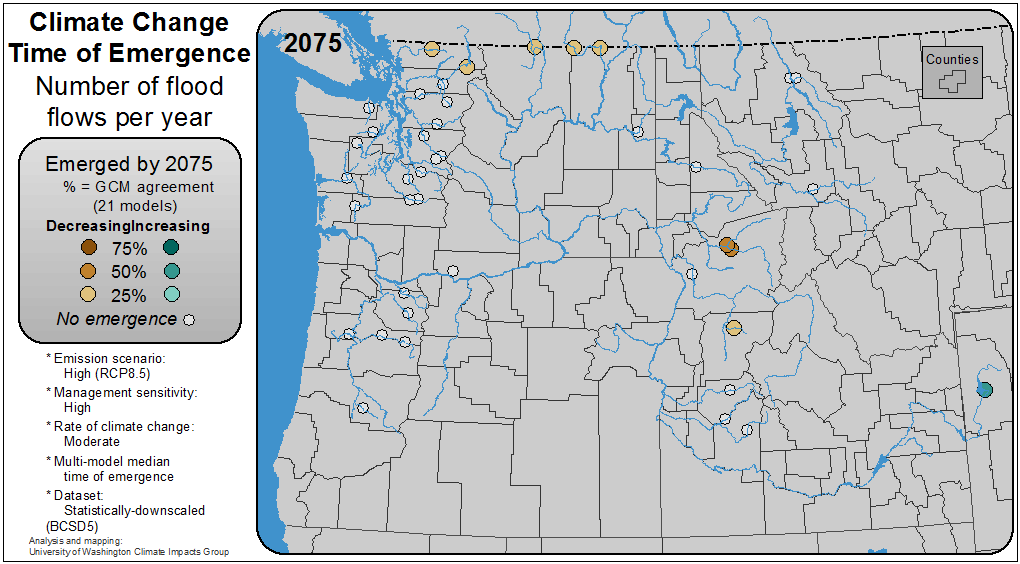 Climate Change
Time of Emergence
Number of flood
flows per year
Emerged by 2075
% = GCM agreement
(21 models)
DecreasingIncreasing
75%
50%
25%
No emergence
* Emission scenario:
High (RCP8.5)
* Management sensitivity:
High
* Rate of climate change:
Moderate
* Multi-model median
time of emergence
* Dataset:
Statistically-downscaled
(BCSD5)
Analysis and mapping:
University of Washington Climate Impacts Group
2075
Counties